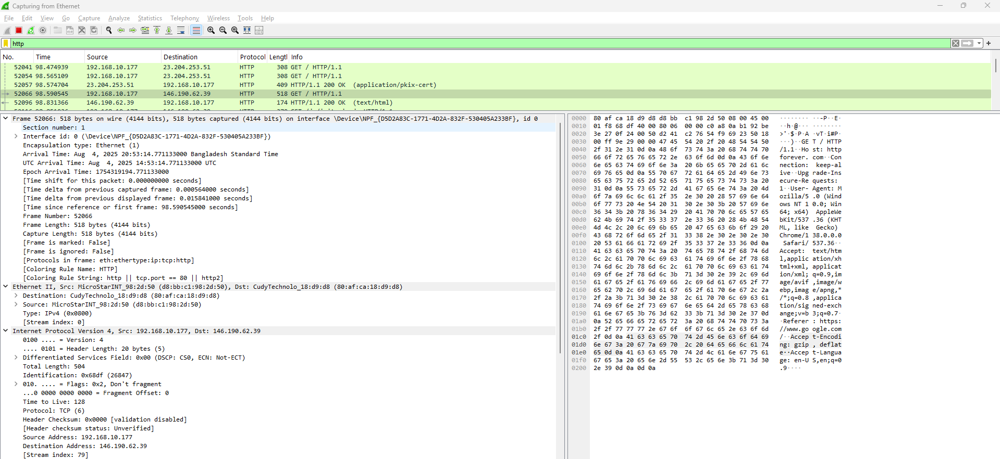 Capturing from Ethernet
File Edit View Go Capture Analyze Statistics Telephony Wireless Tools Help
http
No. Time Source Destination Protocol Lengtl Info
52041 98.474939 192.168.10.177 23.204.253.51 HTTP 308 GET / HTTP/1.1
52054 98.565109 192.168.10.177 23.204.253.51 HTTP 308 GET / HTTP/1.1
52057 98.574704 23.204.253.51 192.168.10.177 HTTP 409 HTTP/1.1 200 OK (application/pkix-cert)
52066 98.590545 192.168.10.177 146.190.62.39 HTTP 518 GET / HTTP/1.1
52096 98.831366 146.190.62.39 192.168.10.177 HTTP 174 HTTP/1.1 200 OK (text/html)
Frame 52066: 518 bytes on wire (4144 bits), 518 bytes captured (4144 bits) on interface \Device\NPF_{D5D2A83C-1771-4D2A-832F-530405A233BF}, id 0
Section number: 1
Interface id: 0 (\Device\NPF_{D5D2A83C-1771-4D2A-832F-530405A233BF})
Encapsulation type: Ethernet (1)
Arrival Time: Aug 4, 2025 20:53:14.771133000 Bangladesh Standard Time
UTC Arrival Time: Aug 4, 2025 14:53:14.771133000 UTC
Epoch Arrival Time: 1754319194.771133000
[Time shift for this packet: 0.000000000 seconds]
[Time delta from previous captured frame: 0.000564000 seconds]
[Time delta from previous displayed frame: 0.015841000 seconds]
[Time since reference or first frame: 98.590545000 seconds]
Frame Number: 52066
Frame Length: 518 bytes (4144 bits)
Capture Length: 518 bytes (4144 bits)
[Frame is marked: False]
[Frame is ignored: False]
[Protocols in frame: eth:ethertype:ip:tcp:http]
[Coloring Rule Name: HTTP]
[Coloring Rule String: http || tcp.port == 80 || http2]
Ethernet II, Src: MicroStarINT_98:2d:50 (d8:bb:c1:98:2d:50), Dst: CudyTechnolo_18:d9:d8 (80:af:ca:18:d9:d8)
Destination: CudyTechnolo_18:d9:d8 (80:af:ca:18:d9:d8)
Source: MicroStarINT_98:2d:50 (d8:bb:c1:98:2d:50)
Type: IPv4 (0x0800)
[Stream index: 0]
Internet Protocol Version 4, Src: 192.168.10.177, Dst: 146.190.62.39
0100 .... = Version: 4
.... 0101 = Header Length: 20 bytes (5)
Differentiated Services Field: 0x00 (DSCP: CS0, ECN: Not-ECT)
Total Length: 504
Identification: 0x68df (26847)
010. .... = Flags: 0x2, Don't fragment
...0 0000 0000 0000 = Fragment Offset: 0
Time to Live: 128
Protocol: TCP (6)
Header Checksum: 0x0000 [validation disabled]
[Header checksum status: Unverified]
Source Address: 192.168.10.177
Destination Address: 146.190.62.39
[Stream index: 79]
0000 80 af ca 18 d9 d8 d8 bb c1 98 2d 50 08 00 45 00 ········ ··-P··E·
0010 01 f8 68 df 40 00 80 06 00 00 c0 a8 0a b1 92 be ··h·@··· ········
0020 3e 27 0f 24 00 50 d2 41 c2 76 54 f9 69 23 50 18 >'·$·P·A ·vT·i#P·
0030 00 ff 9e 29 00 00 47 45 54 20 2f 20 48 54 54 50 ···)··GE T / HTTP
0040 2f 31 2e 31 0d 0a 48 6f 73 74 3a 20 68 74 74 70 /1.1··Ho st: http
0050 66 6f 72 65 76 65 72 2e 63 6f 6d 0d 0a 43 6f 6e forever. com··Con
0060 6e 65 63 74 69 6f 6e 3a 20 6b 65 65 70 2d 61 6c nection: keep-al
0070 69 76 65 0d 0a 55 70 67 72 61 64 65 2d 49 6e 73 ive··Upg rade-Ins
0080 65 63 75 72 65 2d 52 65 71 75 65 73 74 73 3a 20 ecure-Re quests:
0090 31 0d 0a 55 73 65 72 2d 41 67 65 6e 74 3a 20 4d 1··User- Agent: M
00a0 6f 7a 69 6c 6c 61 2f 35 2e 30 20 28 57 69 6e 64 ozilla/5 .0 (Wind
00b0 6f 77 73 20 4e 54 20 31 30 2e 30 3b 20 57 69 6e ows NT 1 0.0; Win
00c0 36 34 3b 20 78 36 34 29 20 41 70 70 6c 65 57 65 64; x64) AppleWe
00d0 62 4b 69 74 2f 35 33 37 2e 33 36 20 28 4b 48 54 bKit/537 .36 (KHT
00e0 4d 4c 2c 20 6c 69 6b 65 20 47 65 63 6b 6f 29 20 ML, like Gecko)
00f0 43 68 72 6f 6d 65 2f 31 33 38 2e 30 2e 30 2e 30 Chrome/1 38.0.0.0
0100 20 53 61 66 61 72 69 2f 35 33 37 2e 33 36 0d 0a Safari/ 537.36··
0110 41 63 63 65 70 74 3a 20 74 65 78 74 2f 68 74 6d Accept: text/htm
0120 6c 2c 61 70 70 6c 69 63 61 74 69 6f 6e 2f 78 68 l,applic ation/xh
0130 74 6d 6c 2b 78 6d 6c 2c 61 70 70 6c 69 63 61 74 tml+xml, applicat
0140 69 6f 6e 2f 78 6d 6c 3b 71 3d 30 2e 39 2c 69 6d ion/xml; q=0.9,im
0150 61 67 65 2f 61 76 69 66 2c 69 6d 61 67 65 2f 77 age/avif ,image/w
0160 65 62 70 2c 69 6d 61 67 65 2f 61 70 6e 67 2c 2a ebp,imag e/apng,*
0170 2f 2a 3b 71 3d 30 2e 38 2c 61 70 70 6c 69 63 61 /*;q=0.8 ,applica
0180 74 69 6f 6e 2f 73 69 67 6e 65 64 2d 65 78 63 68 tion/sig ned-exch
0190 61 6e 67 65 3b 76 3d 62 33 3b 71 3d 30 2e 37 0d ange;v=b 3;q=0.7·
01a0 0a 52 65 66 65 72 65 72 3a 20 68 74 74 70 73 3a ·Referer : https:
01b0 2f 2f 77 77 77 2e 67 6f 6f 67 6c 65 2e 63 6f 6d //www.go ogle.com
01c0 2f 0d 0a 41 63 63 65 70 74 2d 45 6e 63 6f 64 69 /··Accep t-Encodi
01d0 6e 67 3a 20 67 7a 69 70 2c 20 64 65 66 6c 61 74 ng: gzip , deflat
01e0 65 0d 0a 41 63 63 65 70 74 2d 4c 61 6e 67 75 61 e··Accep t-Langua
01f0 67 65 3a 20 65 6e 2d 55 53 2c 65 6e 3b 71 3d 30 ge: en-U S,en;q=0
0200 2e 39 0d 0a 0d 0a .9····